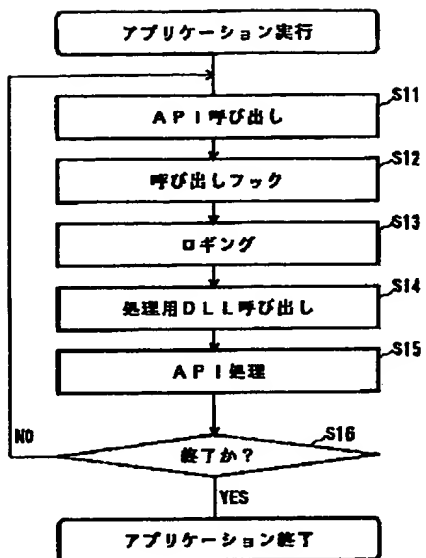 アプリケーション実行
API呼び出し
S11
呼び出しフック
S12
ロギング
S13
処理用DLL呼び出し
S14
API処理
S15
終了か?
S16
NO
YES
アプリケーション終了